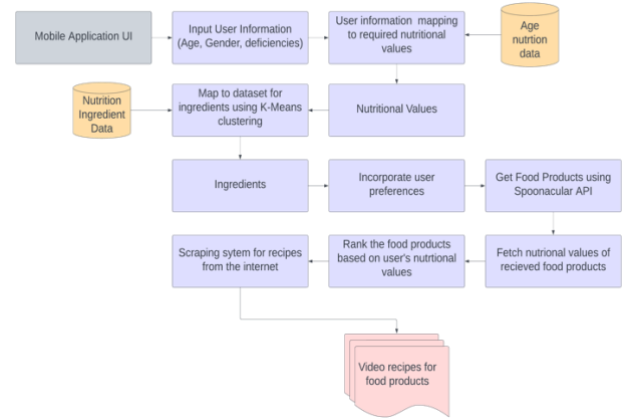 Mobile Application UI
Input User Information
(Age, Gender, deficiencies)
User information mapping
to required nutritional
values
Age
nutrtion
data
Nutrition
Ingredient
Data
Map to dataset for
ingredients using K-Means
clustering
Nutritional Values
Ingredients
Incorporate user
preferences
Get Food Products using
Spoonacular API
Scraping sytem for recipes
from the internet
Rank the food products
based on user's nutrtional
values
Fetch nutrional values of
recieved food products
Video recipes for
food products